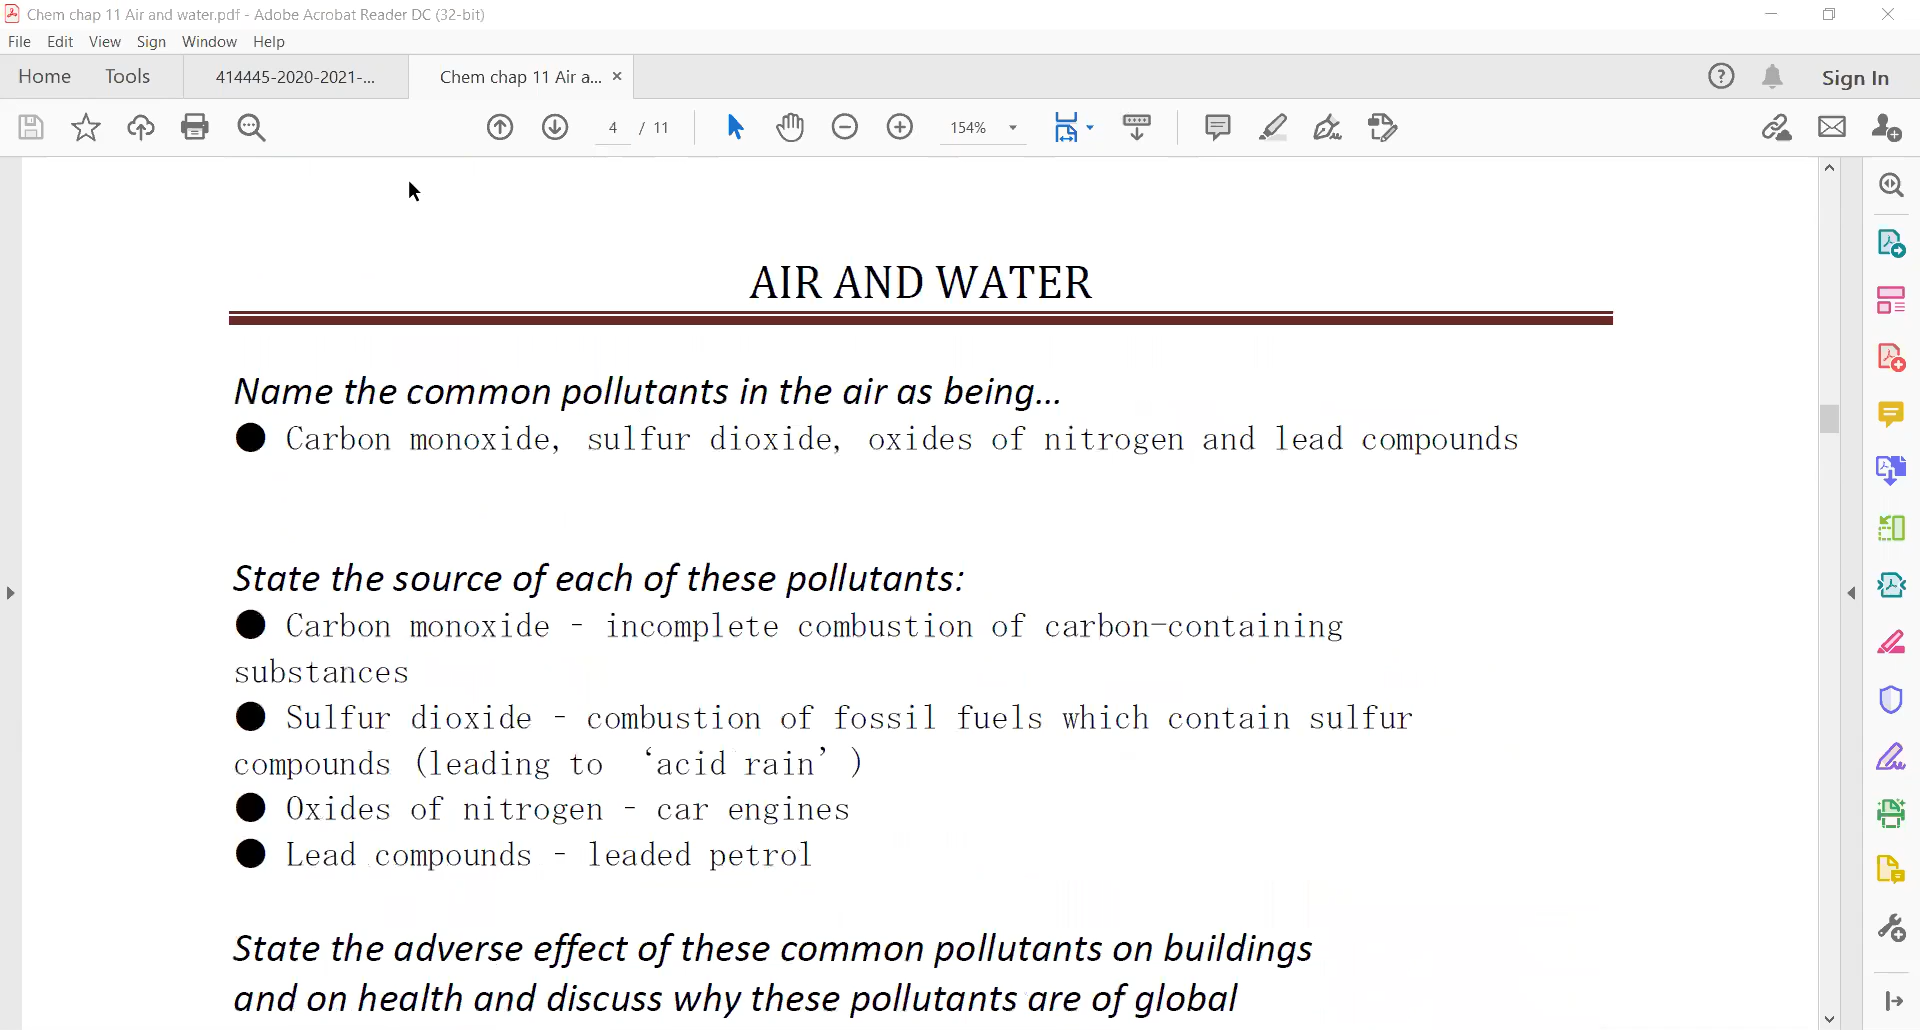 Chem chap 11 Air and water.pdf - Adobe Acrobat Reader DC (32-bit)
File Edit View Sign Window Help
Home Tools 414445-2020-2021-... Chem chap 11 Air a... × Sign In
4 / 11 154%
AIR AND WATER
Name the common pollutants in the air as being...
● Carbon monoxide, sulfur dioxide, oxides of nitrogen and lead compounds
State the source of each of these pollutants:
● Carbon monoxide - incomplete combustion of carbon-containing
substances
● Sulfur dioxide - combustion of fossil fuels which contain sulfur
compounds (leading to ‘acid rain’)
● Oxides of nitrogen - car engines
● Lead compounds - leaded petrol
State the adverse effect of these common pollutants on buildings
and on health and discuss why these pollutants are of global